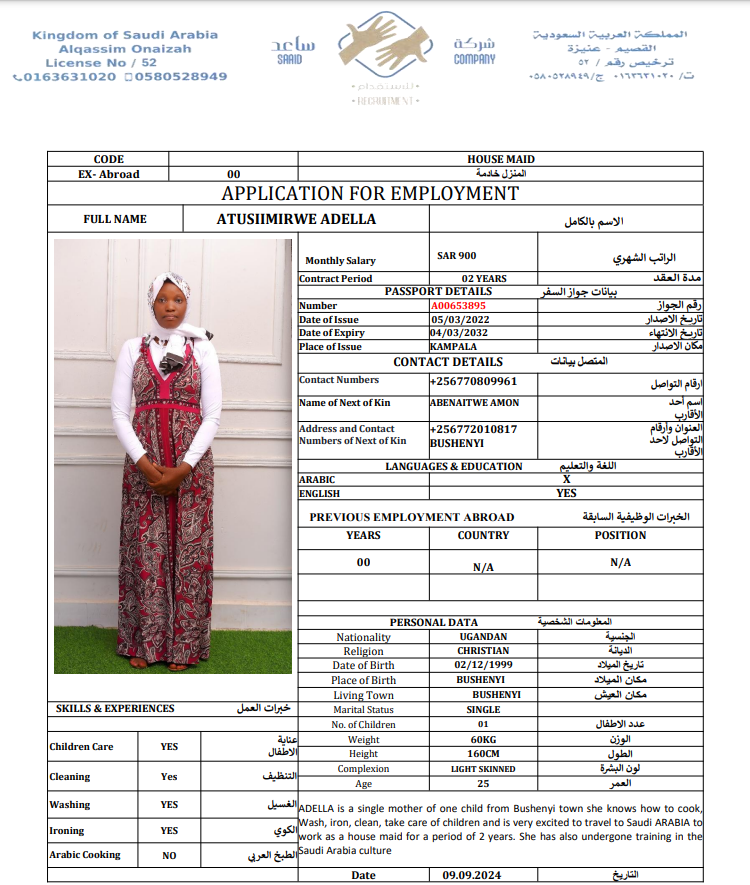 Kingdom of Saudi Arabia
Alqassim Onaizah
License No / 52
0163631020 0580528949
ساعد
SAAID
شركة
COMPANY
• للاستقدام •
• RECRUITMENT •
المملكة العربية السعودية
القصيم - عنيزة
ترخيص رقم / ٥٢
ت/ ٠١٦٣٦٣١٠٢٠ ج/ ٠٥٨٠٥٢٨٩٤٩
CODE HOUSE MAID
EX- Abroad 00 المنزل خادمة
APPLICATION FOR EMPLOYMENT
FULL NAME ATUSIIMIRWE ADELLA الاسم بالكامل
Monthly Salary SAR 900 الراتب الشهري
Contract Period 02 YEARS مدة العقد
PASSPORT DETAILS بيانات جواز السفر
Number A00653895 رقم الجواز
Date of Issue 05/03/2022 تاريخ الاصدار
Date of Expiry 04/03/2032 تاريخ الانتهاء
Place of Issue KAMPALA مكان الاصدار
CONTACT DETAILS المتصل بيانات
Contact Numbers +256770809961 ارقام التواصل
Name of Next of Kin ABENAITWE AMON اسم أحد
الأقارب
Address and Contact +256772010817 العنوان وأرقام
Numbers of Next of Kin BUSHENYI التواصل لاحد
الأقارب
LANGUAGES & EDUCATION اللغة والتعليم
ARABIC X
ENGLISH YES
PREVIOUS EMPLOYMENT ABROAD الخبرات الوظيفية السابقة
YEARS COUNTRY POSITION
00 N/A N/A
PERSONAL DATA المعلومات الشخصية
Nationality UGANDAN الجنسية
Religion CHRISTIAN الديانة
Date of Birth 02/12/1999 تاريخ الميلاد
Place of Birth BUSHENYI مكان الميلاد
Living Town BUSHENYI مكان العيش
Marital Status SINGLE
No. of Children 01 عدد الاطفال
Weight 60KG الوزن
Height 160CM الطول
Complexion LIGHT SKINNED لون البشرة
Age 25 العمر
SKILLS & EXPERIENCES خبرات العمل
Children Care YES عناية
الاطفال
Cleaning Yes التنظيف
Washing YES الغسيل
Ironing YES الكوي
Arabic Cooking NO الطبخ العربي
ADELLA is a single mother of one child from Bushenyi town she knows how to cook,
Wash, iron, clean, take care of children and is very excited to travel to Saudi ARABIA to
work as a house maid for a period of 2 years. She has also undergone training in the
Saudi Arabia culture
Date 09.09.2024 التاريخ